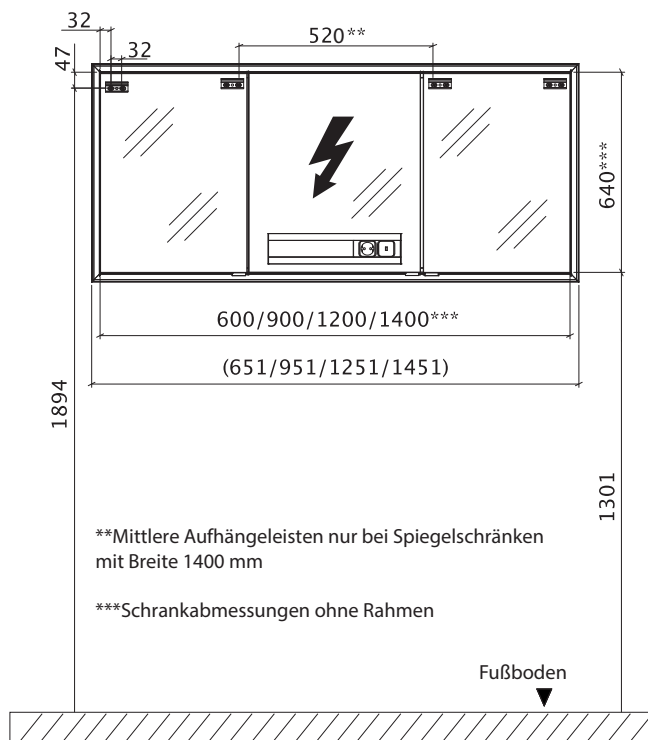 32
520**
32
47
640***
600/900/1200/1400***
(651/951/1251/1451)
1894
1301
**Mittlere Aufhängeleisten nur bei Spiegelschränken
mit Breite 1400 mm
***Schrankabmessungen ohne Rahmen
Fußboden